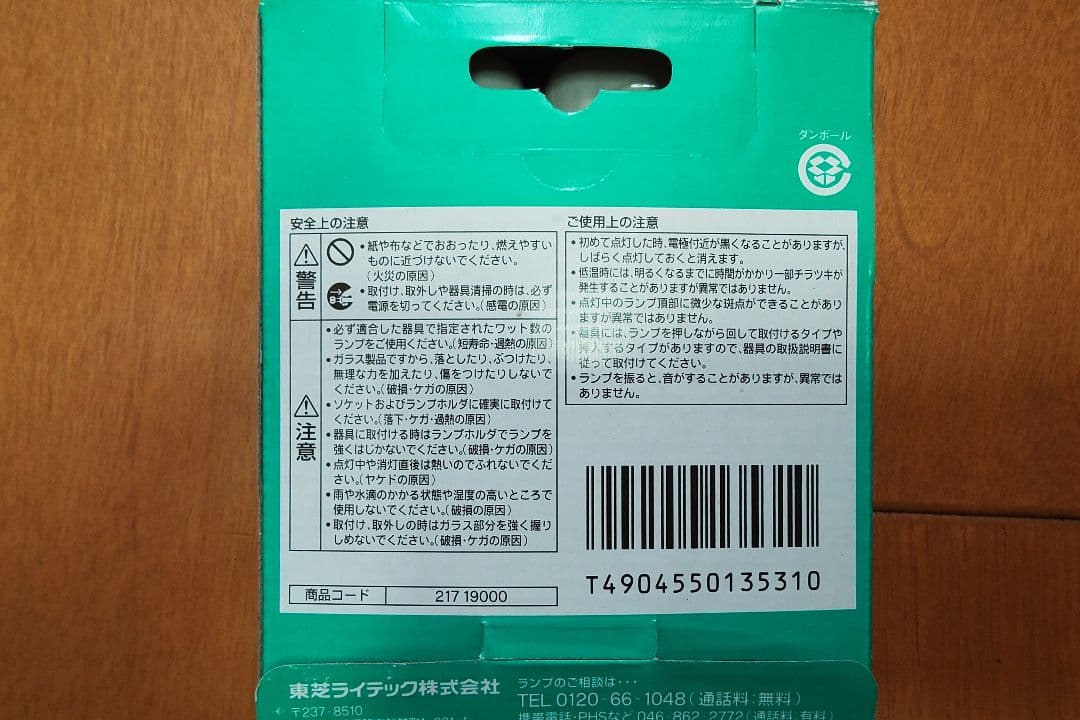 ダンボール
安全上の注意
警告
・紙や布などでおおったり、燃えやすい
ものに近づけないでください。
(火災の原因)
・取付け、取外しや器具清掃の時は、必ず
電源を切ってください。(感電の原因)
注意
・必ず適合した器具で指定されたワット数の
ランプをご使用ください。(短寿命・過熱の原因)
・ガラス製品ですから、落としたり、ぶつけたり、
無理な力を加えたり、傷をつけたりしないで
ください。(破損・ケガの原因)
・ソケットおよびランプホルダに確実に取付けて
ください。(落下・ケガ・過熱の原因)
・器具に取付ける時はランプホルダでランプを
強くはじかないでください。(破損・ケガの原因)
・点灯中や消灯直後は熱いのでふれないでくだ
さい。(ヤケドの原因)
・雨や水滴のかかる状態や湿度の高いところで
使用しないでください。(破損の原因)
・取付け、取外しの時はガラス部分を強く握り
しめないでください。(破損・ケガの原因)
商品コード 217 19000
ご使用上の注意
・初めて点灯した時、電極付近が黒くなることがありますが、
しばらく点灯しておくと消えます。
・低温時には、明るくなるまでに時間がかかり一部チラツキが
発生することがありますが異常ではありません。
・点灯中のランプ頂部に微少な斑点ができることがあり
ますが異常ではありません。
・器具には、ランプを押しながら回して取付けるタイプや
挿入するタイプがありますので、器具の取扱説明書に
従って取付けてください。
・ランプを振ると、音がすることがありますが、異常では
ありません。
T4904550135310
東芝ライテック株式会社
〒237-8510
ランプのご相談は・・・
TEL 0120-66-1048(通話料:無料)
携帯電話・PHSなど 046-862-2772(通話料:有料)